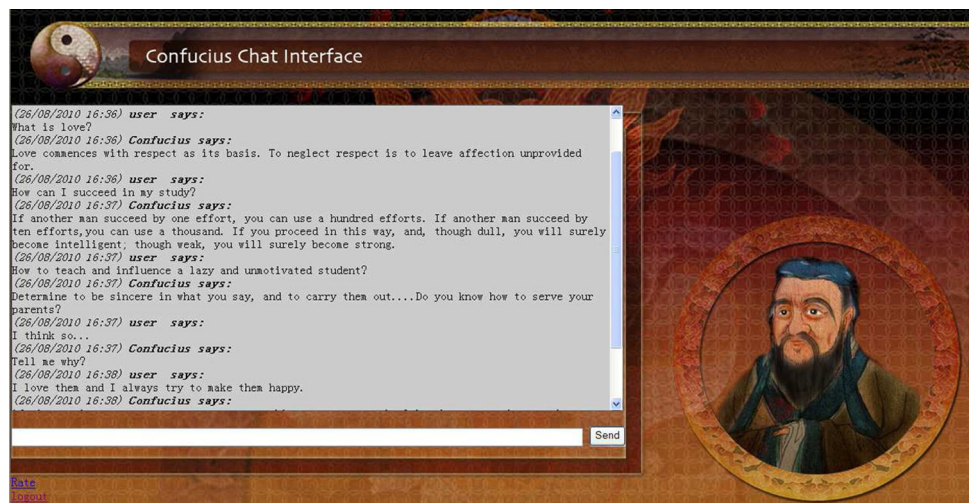 Confucius Chat Interface
(26/08/2010 16:36) user says:
What is love?
(26/08/2010 16:36) Confucius says:
Love commences with respect as its basis. To neglect respect is to leave affection unprovided
for.
(26/08/2010 16:36) user says:
How can I succeed in my study?
(26/08/2010 16:37) Confucius says:
If another man succeed by one effort, you can use a hundred efforts. If another man succeed by
ten efforts,you can use a thousand. If you proceed in this way, and, though dull, you will surely
become intelligent; though weak, you will surely become strong.
(26/08/2010 16:37) user says:
How to teach and influence a lazy and unmotivated student?
(26/08/2010 16:37) Confucius says:
Determine to be sincere in what you say, and to carry them out....Do you know how to serve your
parents?
(26/08/2010 16:37) user says:
I think so...
(26/08/2010 16:37) Confucius says:
Tell me why?
(26/08/2010 16:38) user says:
I love them and I always try to make them happy.
(26/08/2010 16:38) Confucius says:
Send
Rate
logout